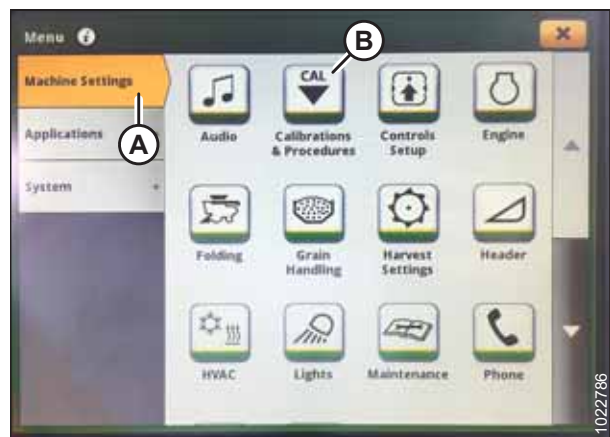 Menu i
B
Machine Settings
A
Applications
System
CAL
Audio
Calibrations
& Procedures
Controls
Setup
Engine
Folding
Grain
Handling
Harvest
Settings
Header
HVAC
Lights
Maintenance
Phone
1022786